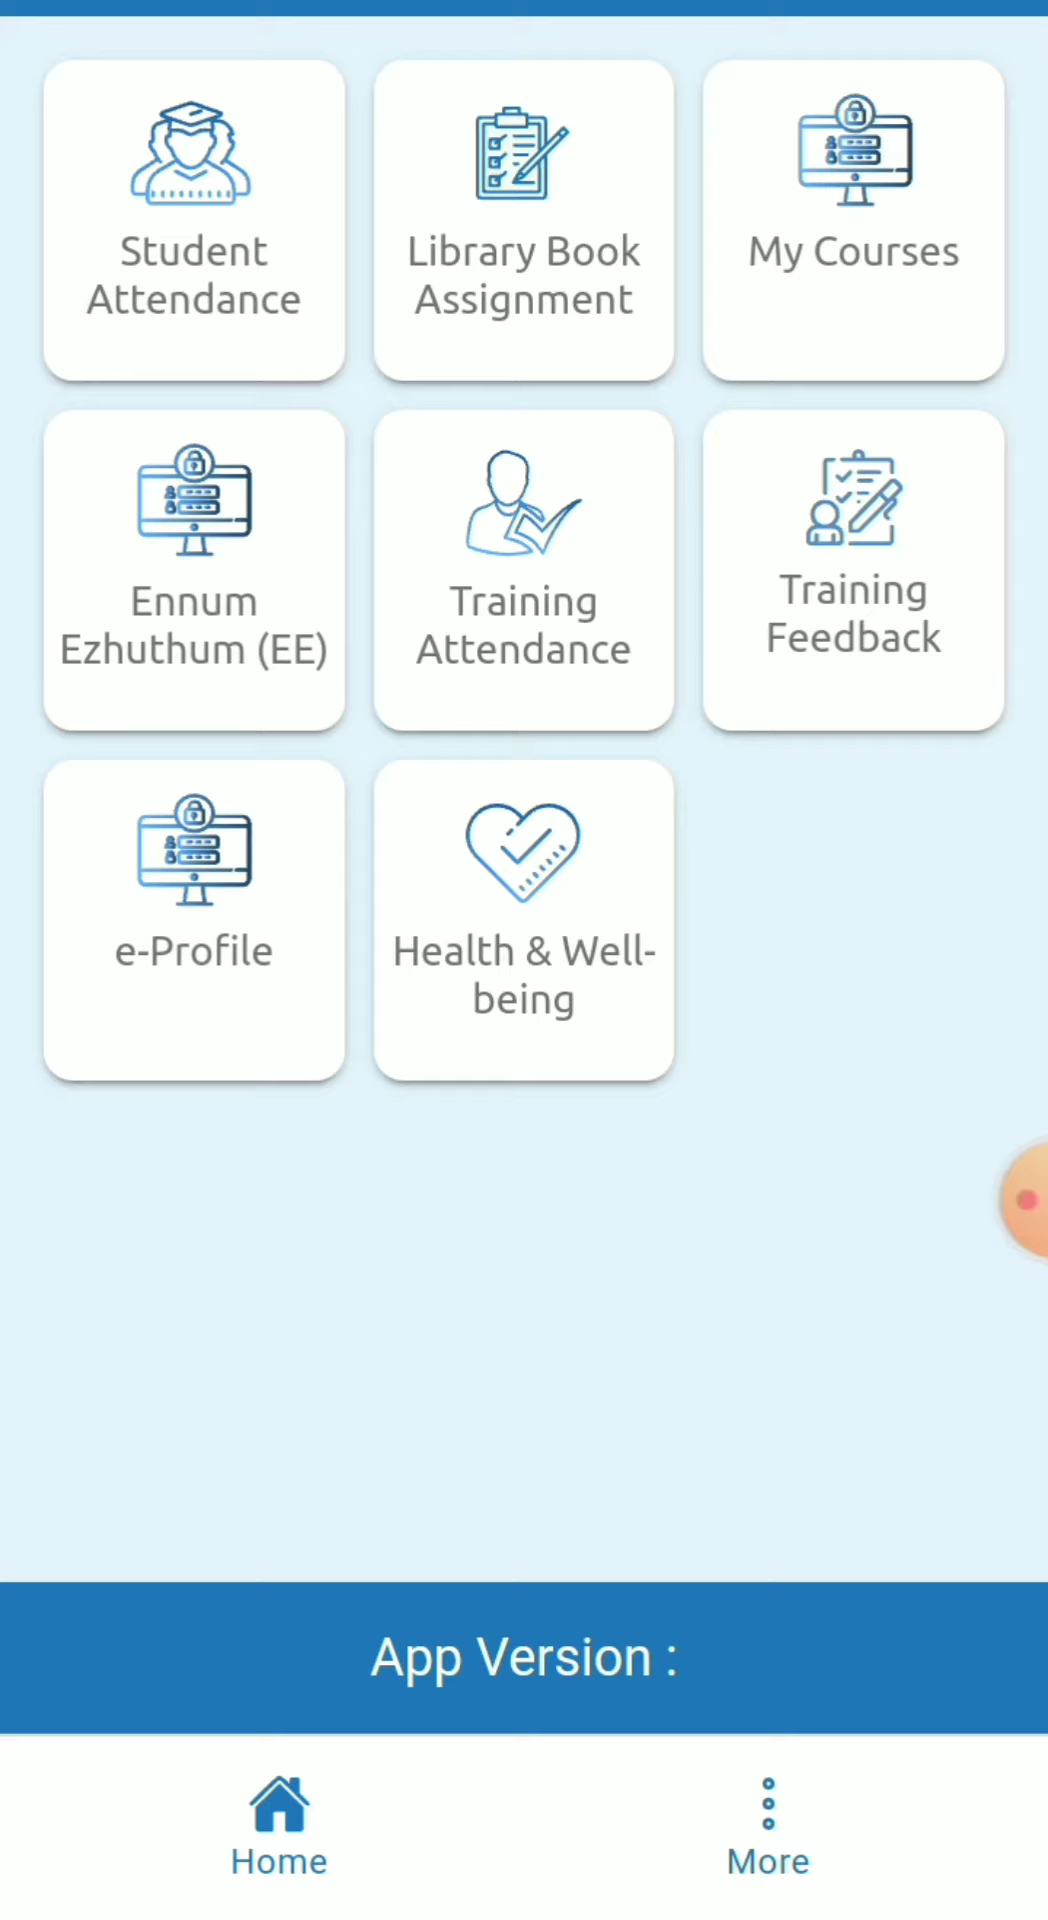 Student
Attendance
Library Book
Assignment
My Courses
Ennum
Ezhuthum (EE)
Training
Attendance
Training
Feedback
e-Profile
Health & Well-
being
App Version :
Home
More